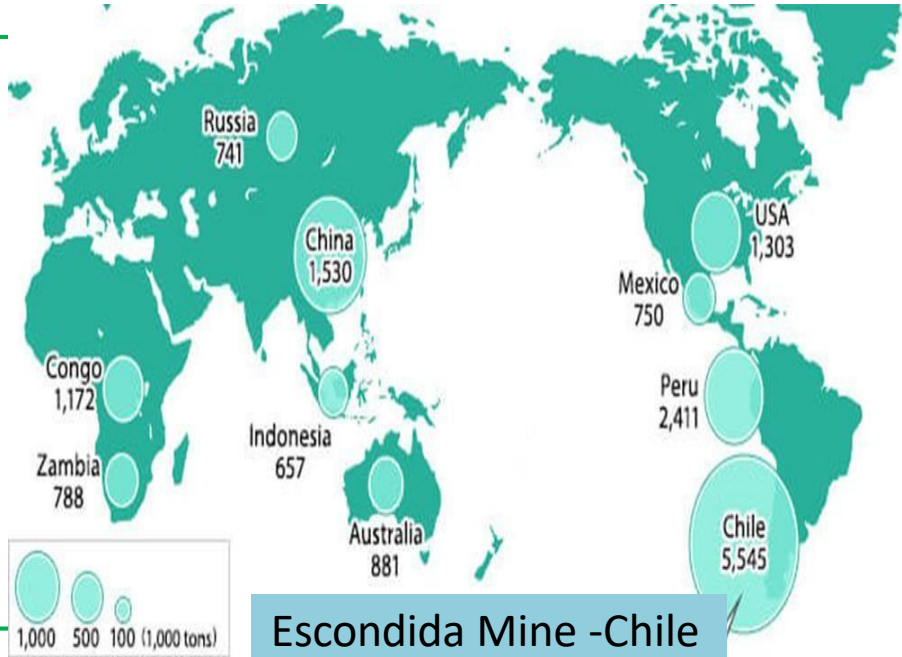 Russia
741
China
1,530
USA
1,303
Mexico
750
Congo
1,172
Peru
2,411
Indonesia
657
Zambia
788
Australia
881
Chile
5,545
1,000 500 100 (1,000 tons)
Escondida Mine -Chile